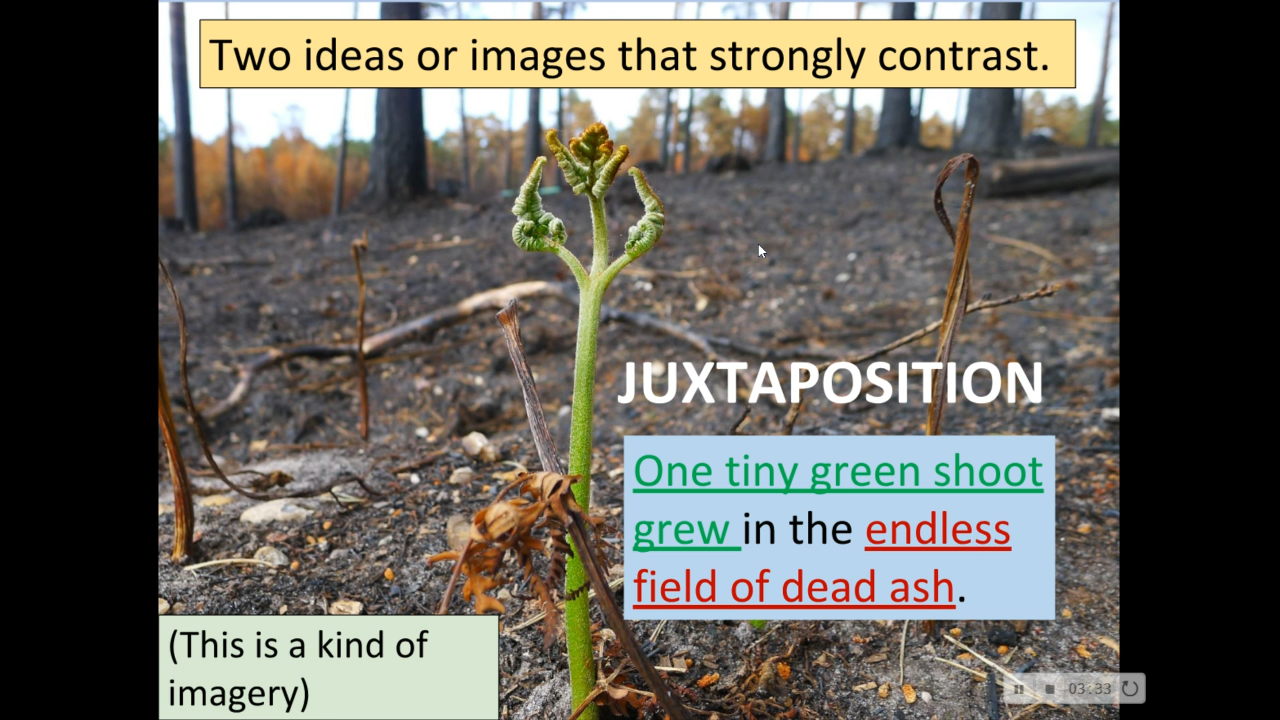 Two ideas or images that strongly contrast.
JUXTAPOSITION
One tiny green shoot
grew in the endless
field of dead ash.
(This is a kind of
imagery)
03:33